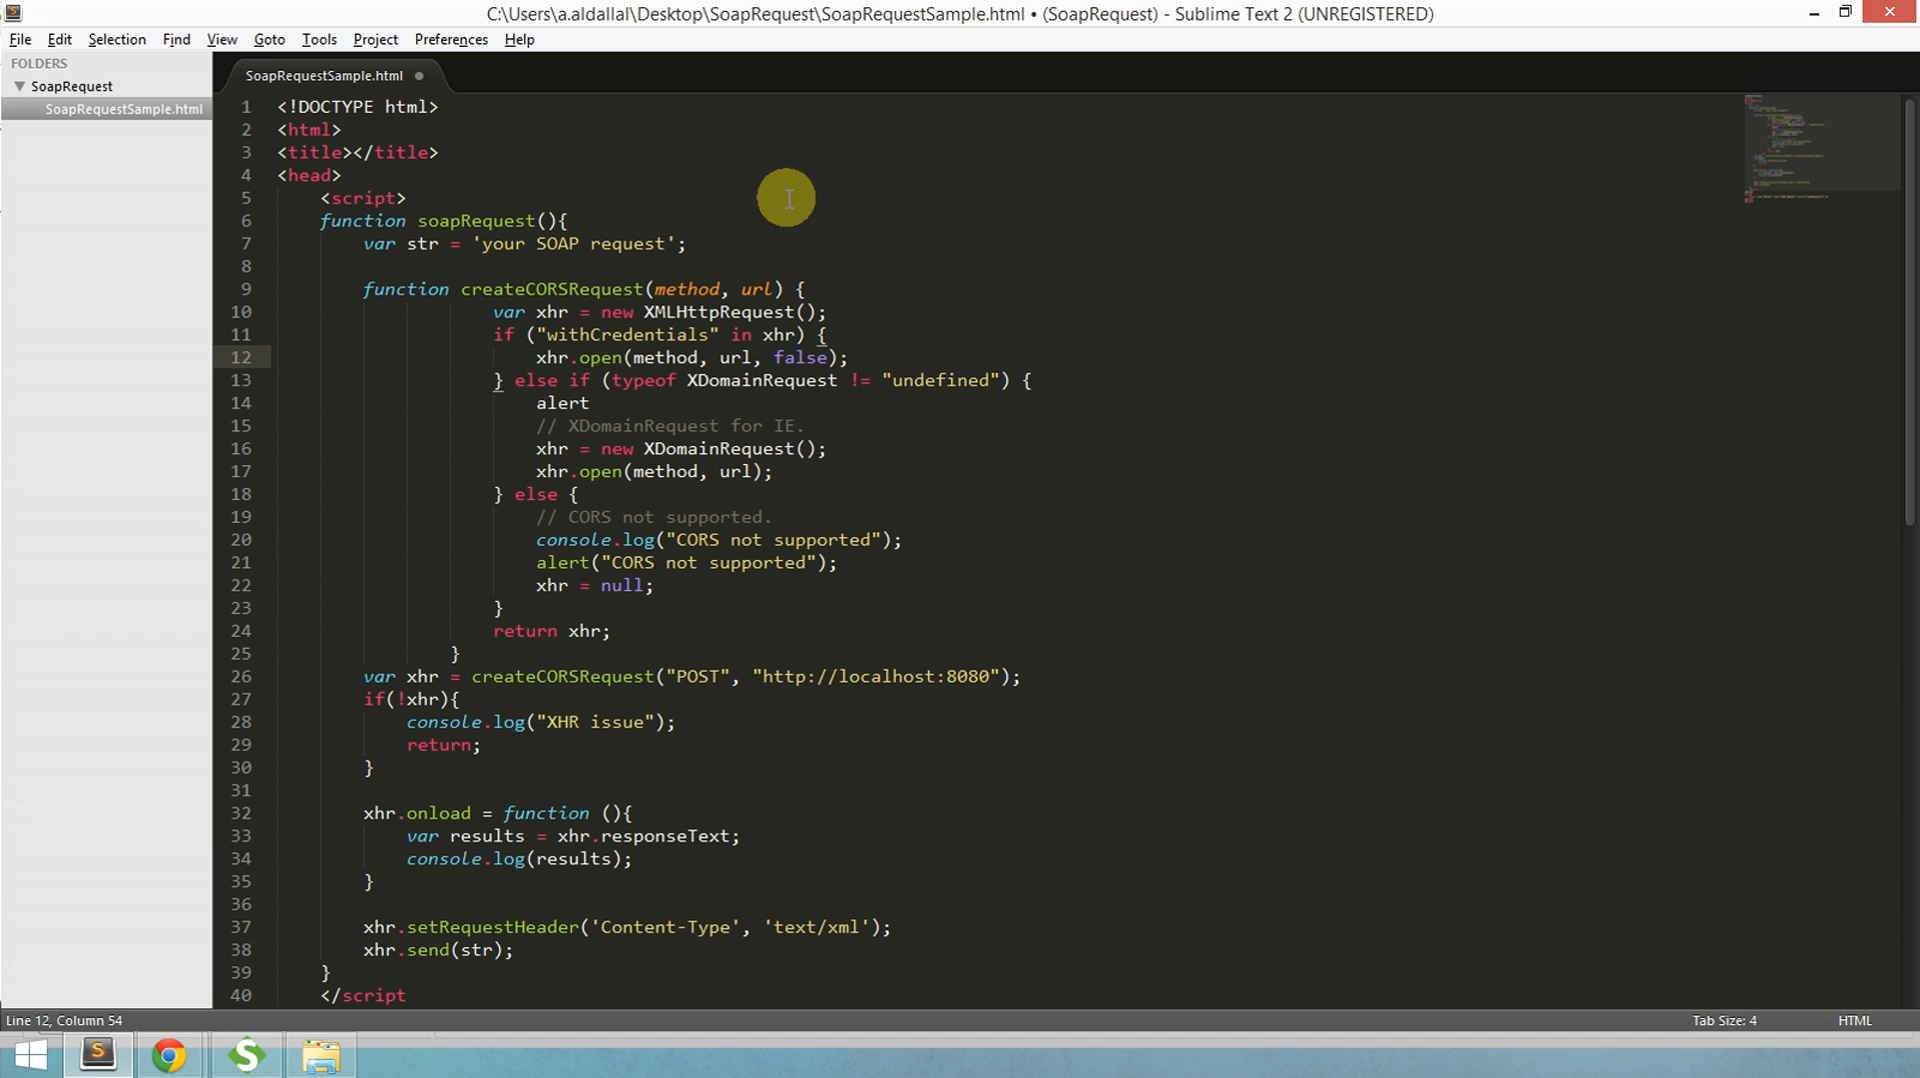 C:\Users\a.aldallal\Desktop\SoapRequest\SoapRequestSample.html • (SoapRequest) - Sublime Text 2 (UNREGISTERED)
File Edit Selection Find View Goto Tools Project Preferences Help
FOLDERS
SoapRequest
SoapRequestSample.html
SoapRequestSample.html
1 <!DOCTYPE html>
2 <html>
3 <title></title>
4 <head>
5 <script>
6 function soapRequest(){
7 var str = 'your SOAP request';
8
9 function createCORSRequest(method, url) {
10 var xhr = new XMLHttpRequest();
11 if ("withCredentials" in xhr) {
12 xhr.open(method, url, false);
13 } else if (typeof XDomainRequest != "undefined") {
14 alert
15 // XDomainRequest for IE.
16 xhr = new XDomainRequest();
17 xhr.open(method, url);
18 } else {
19 // CORS not supported.
20 console.log("CORS not supported");
21 alert("CORS not supported");
22 xhr = null;
23 }
24 return xhr;
25 }
26 var xhr = createCORSRequest("POST", "http://localhost:8080");
27 if(!xhr){
28 console.log("XHR issue");
29 return;
30 }
31
32 xhr.onload = function (){
33 var results = xhr.responseText;
34 console.log(results);
35 }
36
37 xhr.setRequestHeader('Content-Type', 'text/xml');
38 xhr.send(str);
39 }
40 </script
Line 12, Column 54 Tab Size: 4 HTML